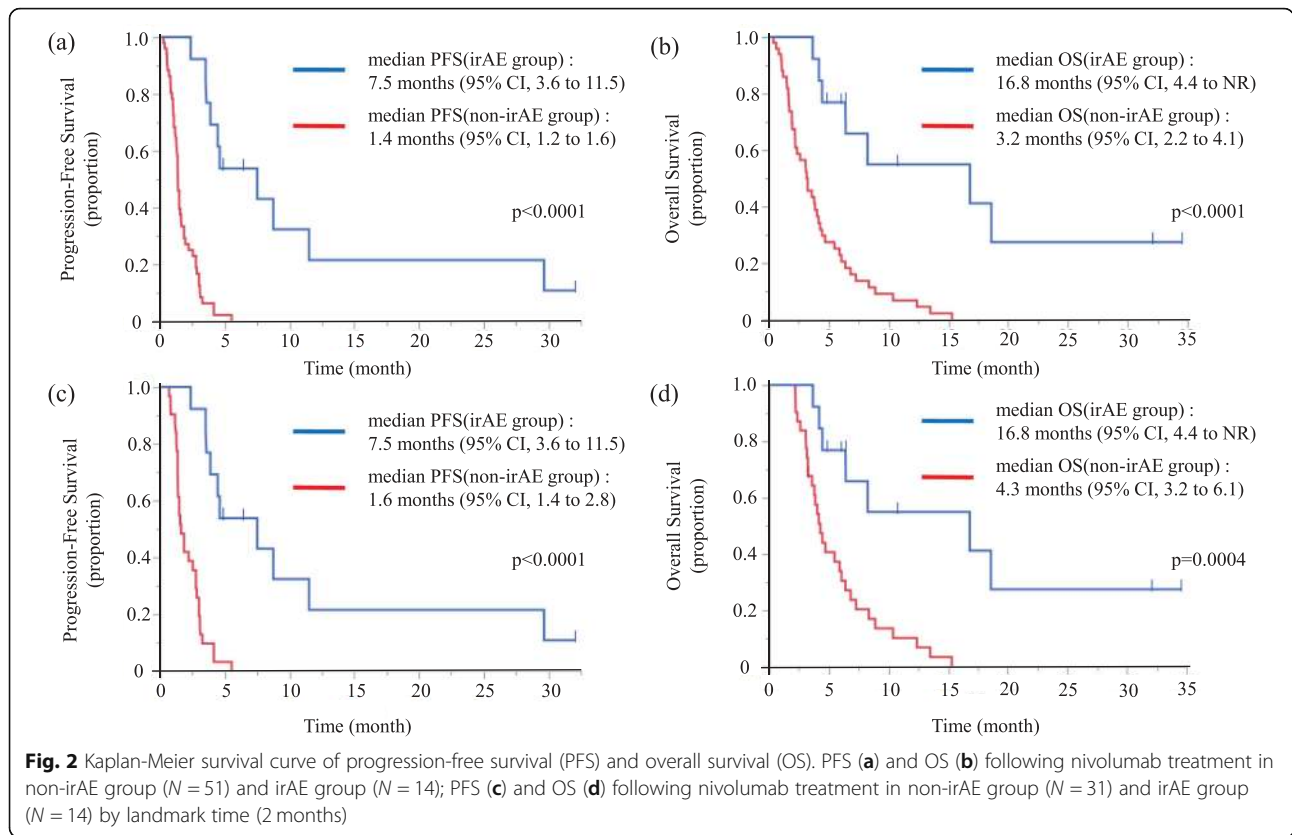 (a)
Progression-Free Survival
(proportion)
1.0
0.8
0.6
0.4
0.2
0
median PFS(irAE group) :
7.5 months (95% CI, 3.6 to 11.5)
median PFS(non-irAE group) :
1.4 months (95% CI, 1.2 to 1.6)
p<0.0001
0 5 10 15 20 25 30
Time (month)
(b)
Overall Survival
(proportion)
1.0
0.8
0.6
0.4
0.2
0
median OS(irAE group) :
16.8 months (95% CI, 4.4 to NR)
median OS(non-irAE group) :
3.2 months (95% CI, 2.2 to 4.1)
p<0.0001
0 5 10 15 20 25 30 35
Time (month)
(c)
Progression-Free Survival
(proportion)
1.0
0.8
0.6
0.4
0.2
0
median PFS(irAE group) :
7.5 months (95% CI, 3.6 to 11.5)
median PFS(non-irAE group) :
1.6 months (95% CI, 1.4 to 2.8)
p<0.0001
0 5 10 15 20 25 30
Time (month)
(d)
Overall Survival
(proportion)
1.0
0.8
0.6
0.4
0.2
0
median OS(irAE group) :
16.8 months (95% CI, 4.4 to NR)
median OS(non-irAE group) :
4.3 months (95% CI, 3.2 to 6.1)
p=0.0004
0 5 10 15 20 25 30 35
Time (month)
Fig. 2 Kaplan-Meier survival curve of progression-free survival (PFS) and overall survival (OS). PFS (a) and OS (b) following nivolumab treatment in
non-irAE group (N = 51) and irAE group (N = 14); PFS (c) and OS (d) following nivolumab treatment in non-irAE group (N = 31) and irAE group
(N = 14) by landmark time (2 months)